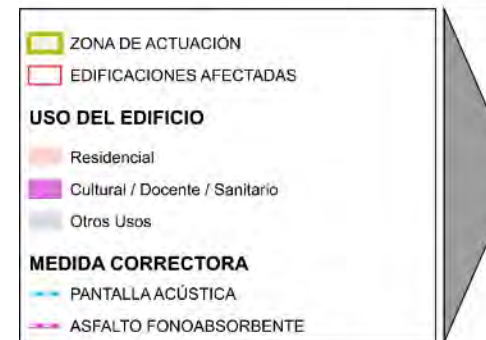 ZONA DE ACTUACIÓN
EDIFICACIONES AFECTADAS
USO DEL EDIFICIO
Residencial
Cultural / Docente / Sanitario
Otros Usos
MEDIDA CORRECTORA
PANTALLA ACÚSTICA
ASFALTO FONOABSORBENTE